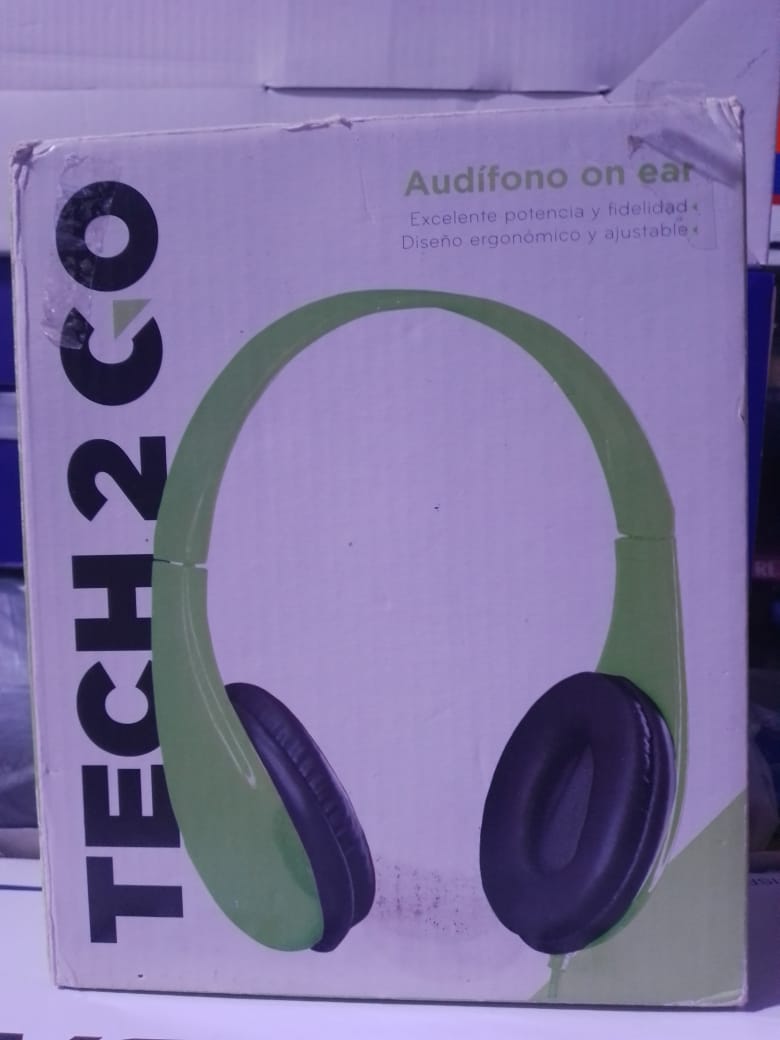 TECH 2 GO
Audífono on ear
Excelente potencia y fidelidad
Diseño ergonómico y ajustable